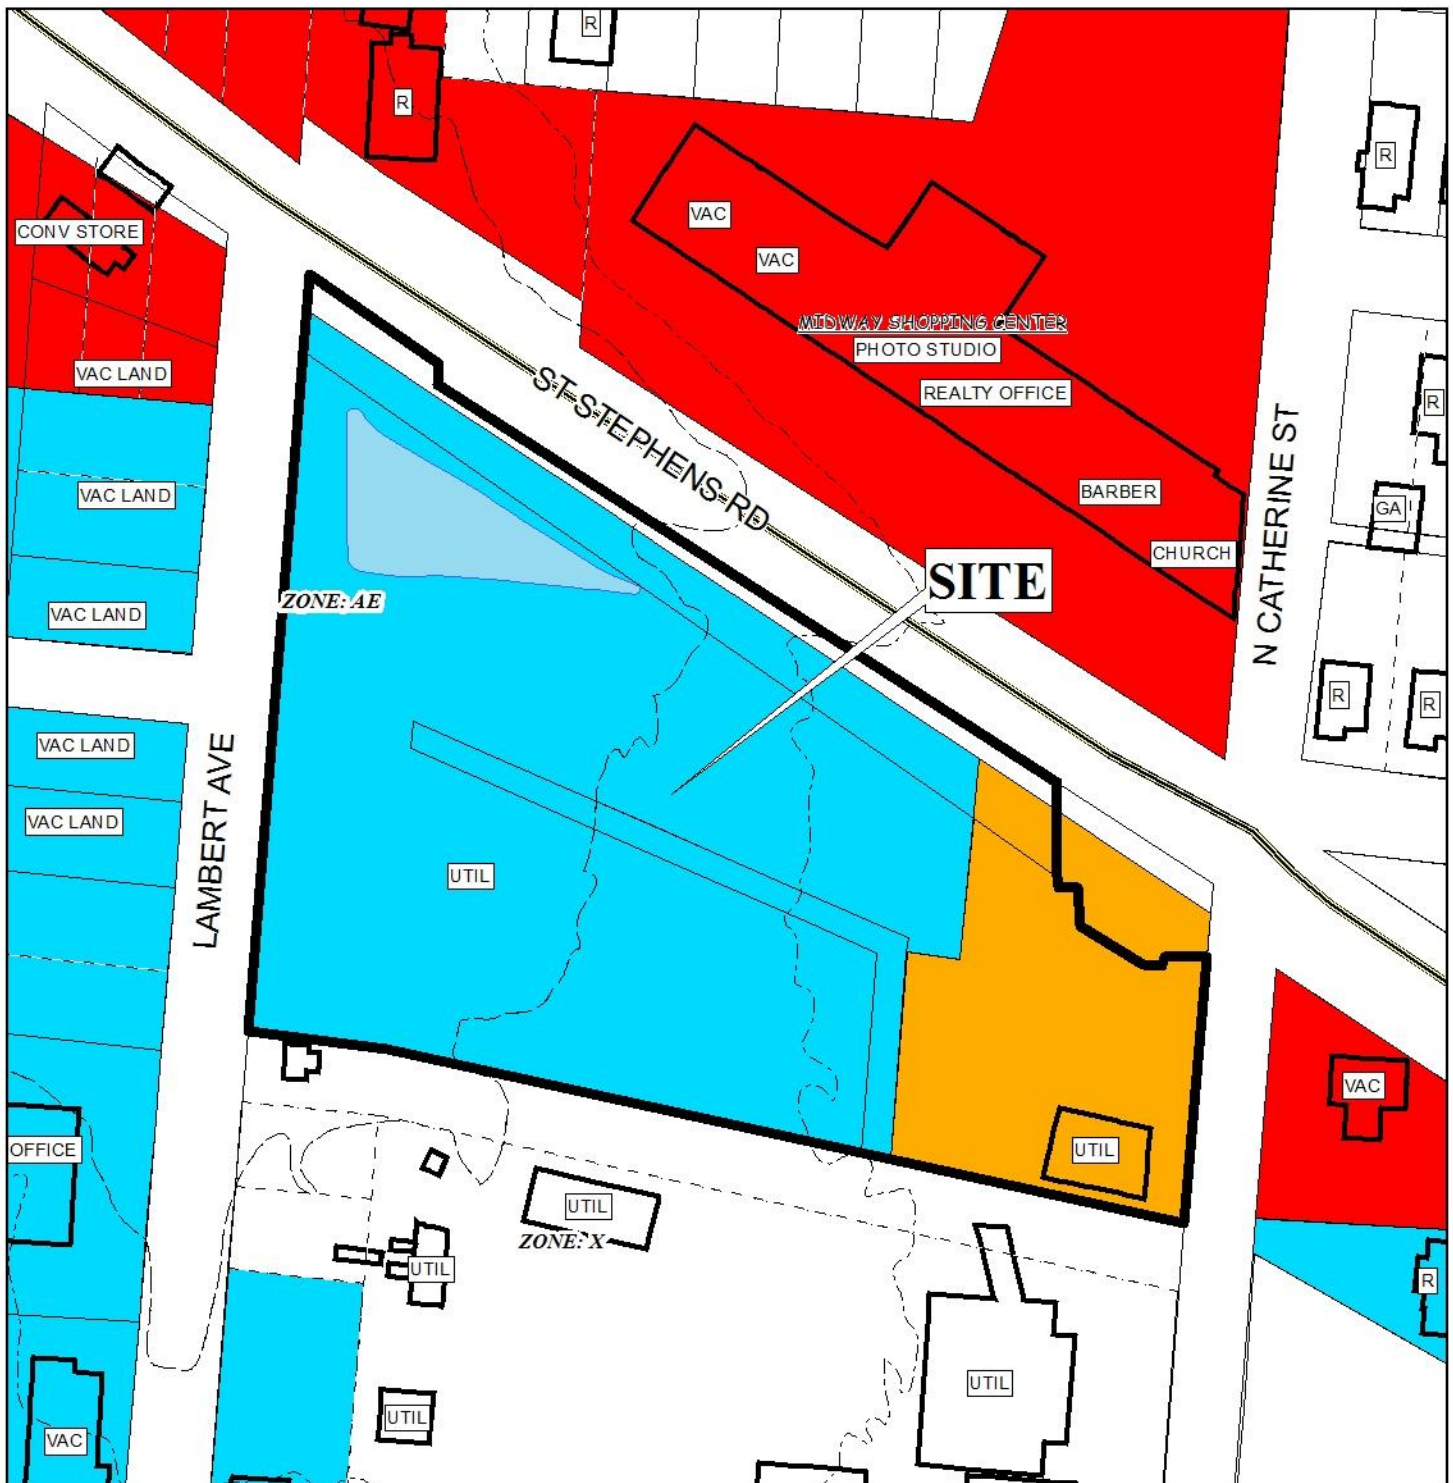 R
R
R
VAC
CONV STORE
VAC
MIDWAY SHOPPING CENTER
PHOTO STUDIO
VAC LAND
REALTY OFFICE
R
ST STEPHENS RD
VAC LAND
BARBER
GA
N CATHERINE ST
CHURCH
SITE
ZONE: AE
VAC LAND
R
R
VAC LAND
VAC LAND
LAMBERT AVE
UTIL
VAC
OFFICE
UTIL
UTIL
ZONE: X
UTIL
R
UTIL
UTIL
VAC